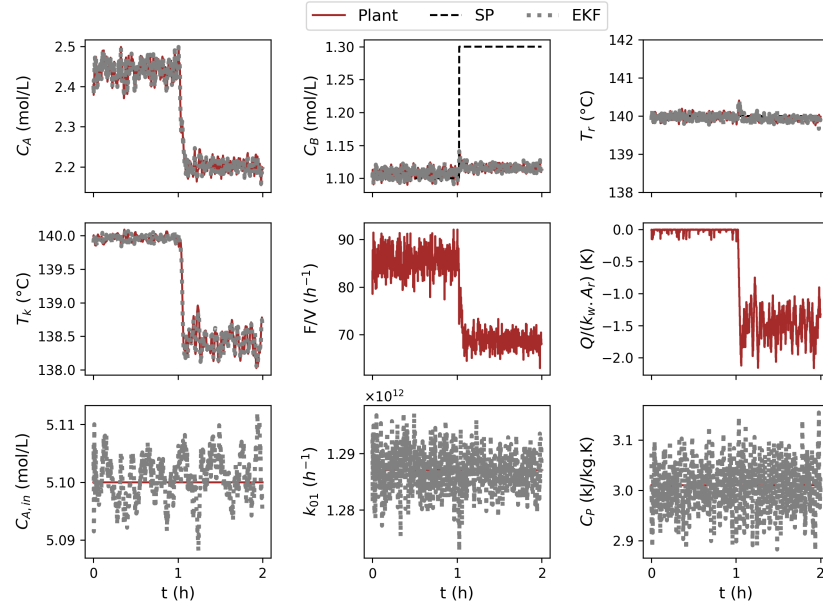 Plant SP EKF
2.5
2.4
2.3
2.2
C_A (mol/L)
1.30
1.25
1.20
1.15
1.10
C_B (mol/L)
142
141
140
139
138
T_r (°C)
140.0
139.5
139.0
138.5
138.0
T_k (°C)
90
80
70
F/V (h⁻¹)
0.0
−0.5
−1.0
−1.5
−2.0
Q/(k_w.A_r) (K)
5.11
5.10
5.09
C_{A,in} (mol/L)
0 1 2
t (h)
×10¹²
1.29
1.28
k₀₁ (h⁻¹)
0 1 2
t (h)
3.1
3.0
2.9
C_P (kJ/kg.K)
0 1 2
t (h)